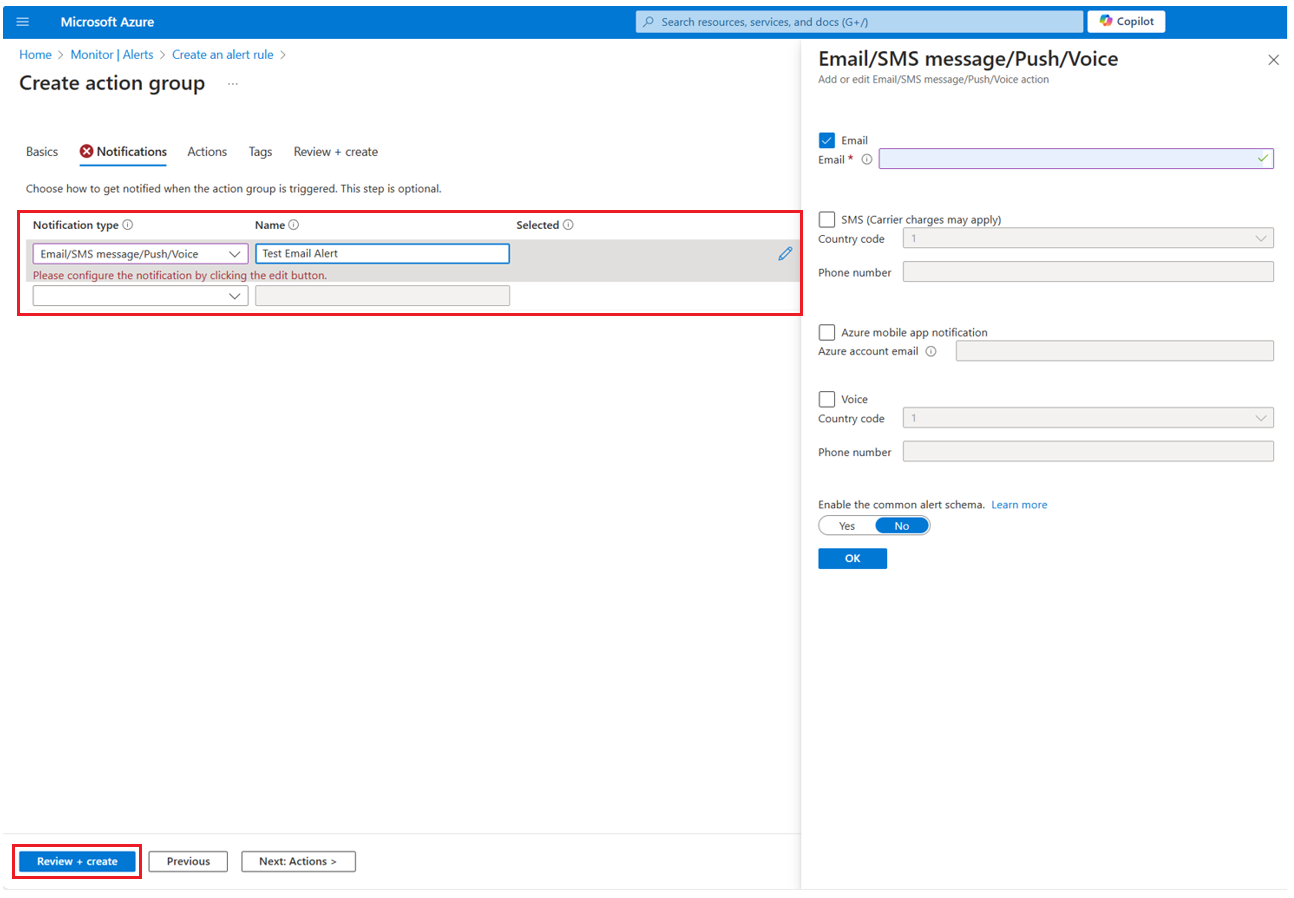 Microsoft Azure
Search resources, services, and docs (G+/)
Copilot
Home > Monitor | Alerts > Create an alert rule >
Create action group ...
Basics Notifications Actions Tags Review + create
Choose how to get notified when the action group is triggered. This step is optional.
Notification type Name Selected
Email/SMS message/Push/Voice Test Email Alert
Please configure the notification by clicking the edit button.
Review + create Previous Next: Actions >
Email/SMS message/Push/Voice
Add or edit Email/SMS message/Push/Voice action
Email
Email *
SMS (Carrier charges may apply)
Country code 1
Phone number
Azure mobile app notification
Azure account email
Voice
Country code 1
Phone number
Enable the common alert schema. Learn more
Yes No
OK